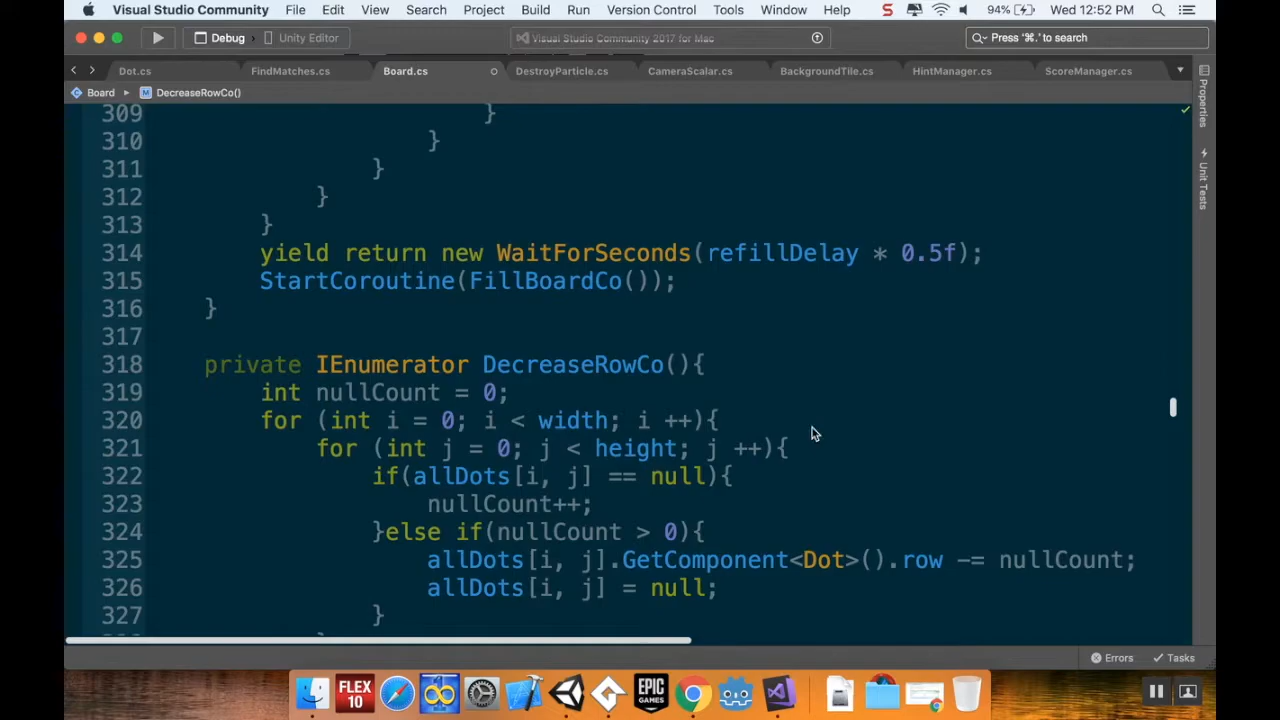 Visual Studio Community File Edit View Search Project Build Run Version Control Tools Window Help S 94% Wed 12:52 PM
Debug Unity Editor Visual Studio Community 2017 for Mac Press '⌘.' to search
Dot.cs FindMatches.cs Board.cs DestroyParticle.cs CameraScalar.cs BackgroundTile.cs HintManager.cs ScoreManager.cs
Board DecreaseRowCo()
Properties
Unit Tests
309 }
310 }
311 }
312 }
313 }
314 yield return new WaitForSeconds(refillDelay * 0.5f);
315 StartCoroutine(FillBoardCo());
316 }
317
318 private IEnumerator DecreaseRowCo(){
319 int nullCount = 0;
320 for (int i = 0; i < width; i ++){
321 for (int j = 0; j < height; j ++){
322 if(allDots[i, j] == null){
323 nullCount++;
324 }else if(nullCount > 0){
325 allDots[i, j].GetComponent<Dot>().row -= nullCount;
326 allDots[i, j] = null;
327 }
Errors Tasks
FLEX 10
EPIC GAMES